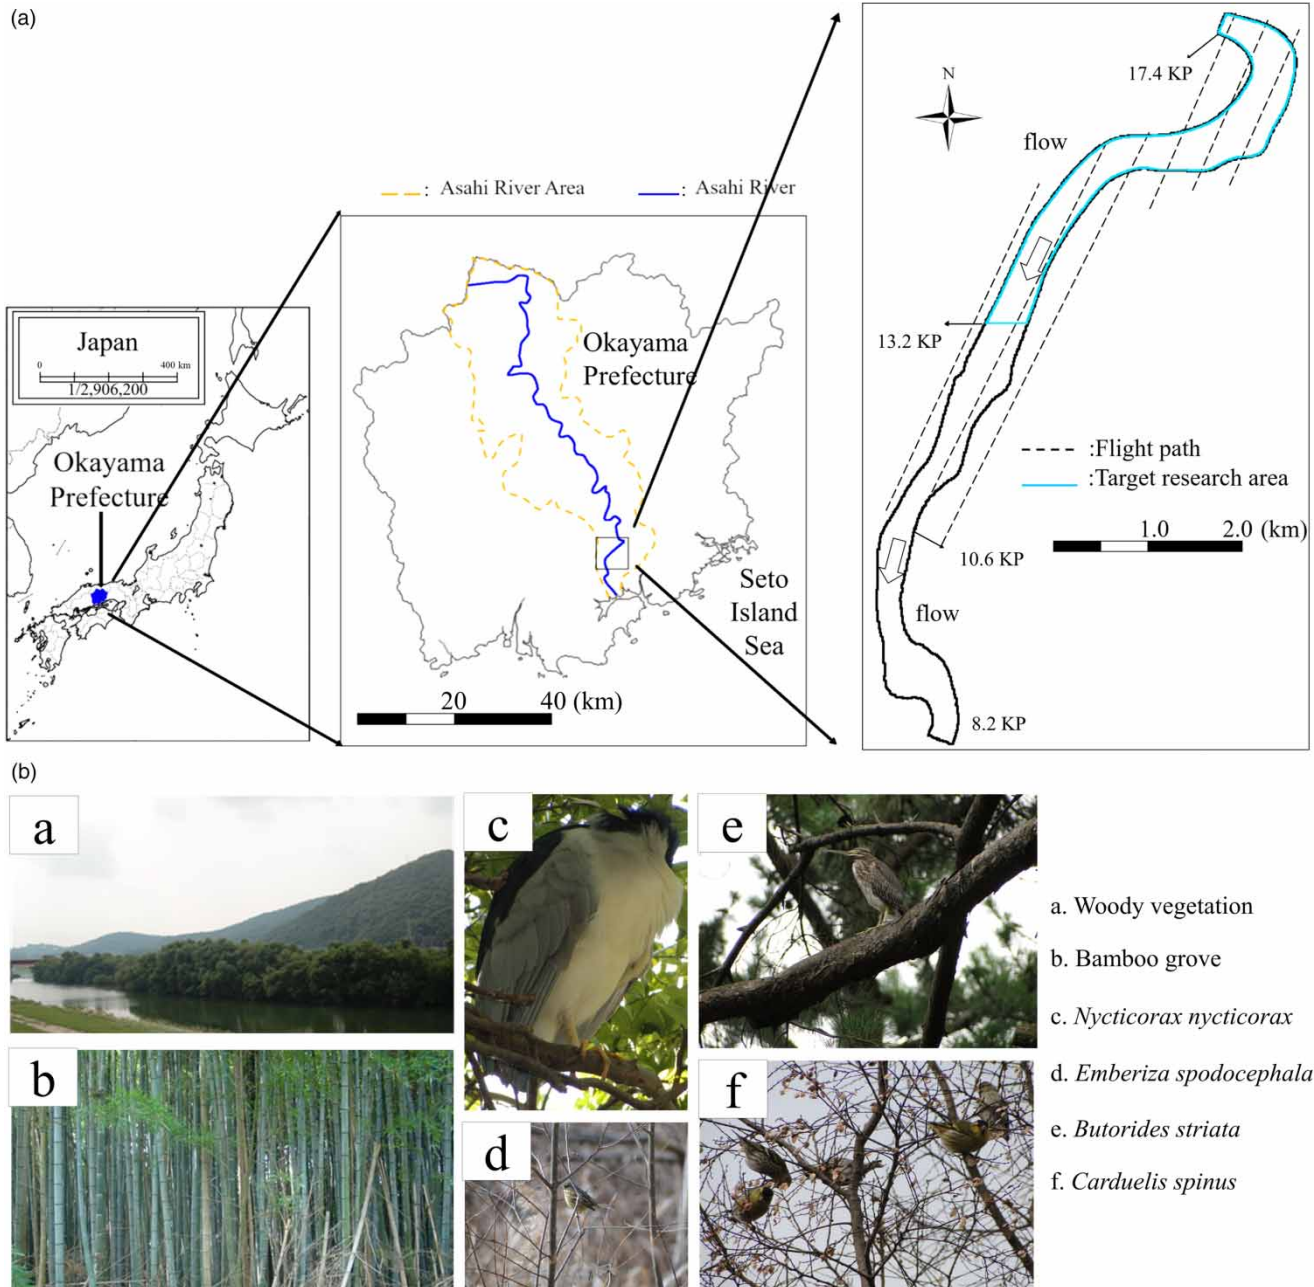 (a)
Japan
0 400 km
1/2,906,200
Okayama
Prefecture
: Asahi River Area : Asahi River
Okayama
Prefecture
Seto
Island
Sea
20 40 (km)
N
17.4 KP
flow
13.2 KP
:Flight path
:Target research area
1.0 2.0 (km)
10.6 KP
flow
8.2 KP
(b)
a
b
c
d
e
f
a. Woody vegetation
b. Bamboo grove
c. Nycticorax nycticorax
d. Emberiza spodocephala
e. Butorides striata
f. Carduelis spinus